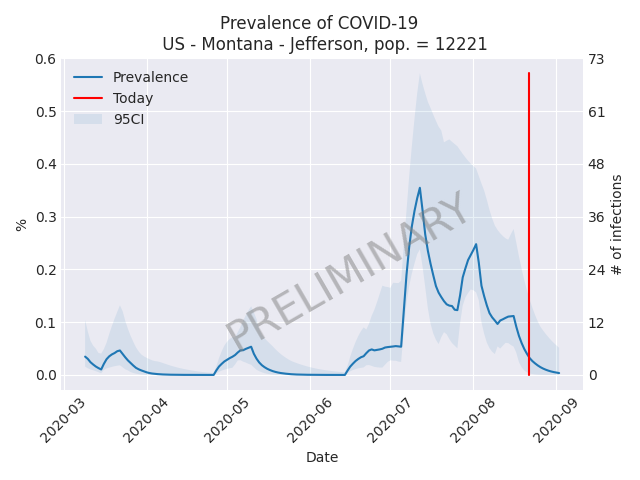 Prevalence of COVID-19
US - Montana - Jefferson, pop. = 12221
0.6
0.5
0.4
0.3
0.2
0.1
0.0
%
73
61
48
36
24
12
0
# of infections
Prevalence
Today
95CI
PRELIMINARY
2020-03
2020-04
2020-05
2020-06
2020-07
2020-08
2020-09
Date